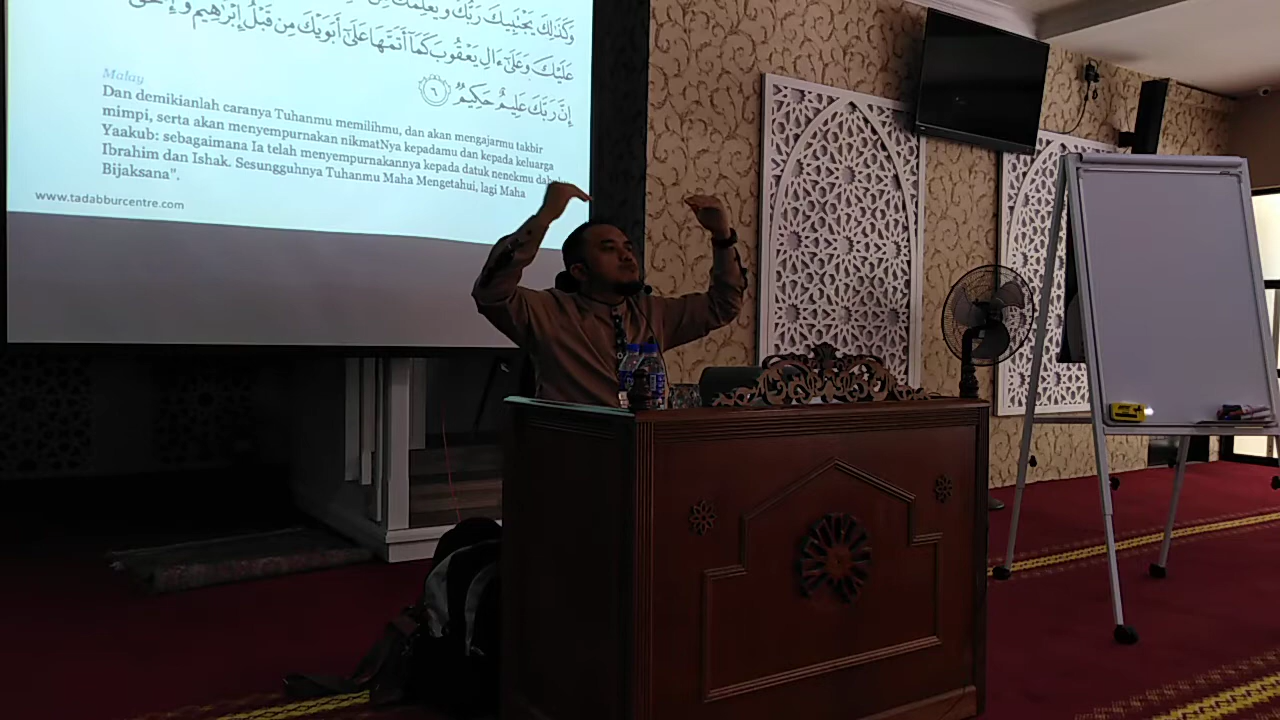 وَكَذَٰلِكَ يَجْتَبِيكَ رَبُّكَ وَيُعَلِّمُكَ
عَلَيْكَ وَعَلَىٰٓ ءَالِ يَعْقُوبَ كَمَآ أَتَمَّهَا عَلَىٰٓ أَبَوَيْكَ مِن قَبْلُ إِبْرَٰهِيمَ وَإِسْحَٰقَ
إِنَّ رَبَّكَ عَلِيمٌ حَكِيمٌ ٦
Malay
Dan demikianlah caranya Tuhanmu memilihmu, dan akan mengajarmu takbir
mimpi, serta akan menyempurnakan nikmatNya kepadamu dan kepada keluarga
Yaakub: sebagaimana Ia telah menyempurnakannya kepada datuk nenekmu
Ibrahim dan Ishak. Sesungguhnya Tuhanmu Maha Mengetahui, lagi Maha
Bijaksana".
www.tadabburcentre.com